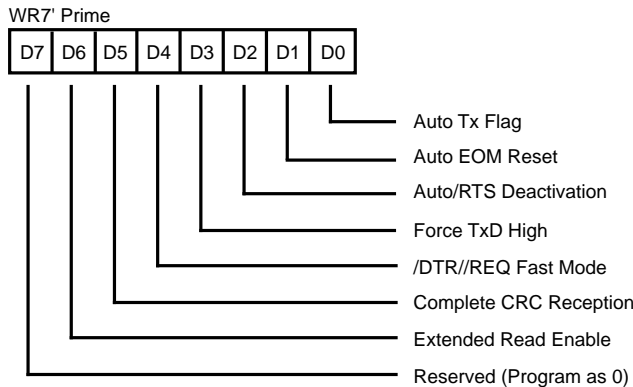 WR7' Prime
D7 D6 D5 D4 D3 D2 D1 D0
Auto Tx Flag
Auto EOM Reset
Auto/RTS Deactivation
Force TxD High
/DTR//REQ Fast Mode
Complete CRC Reception
Extended Read Enable
Reserved (Program as 0)